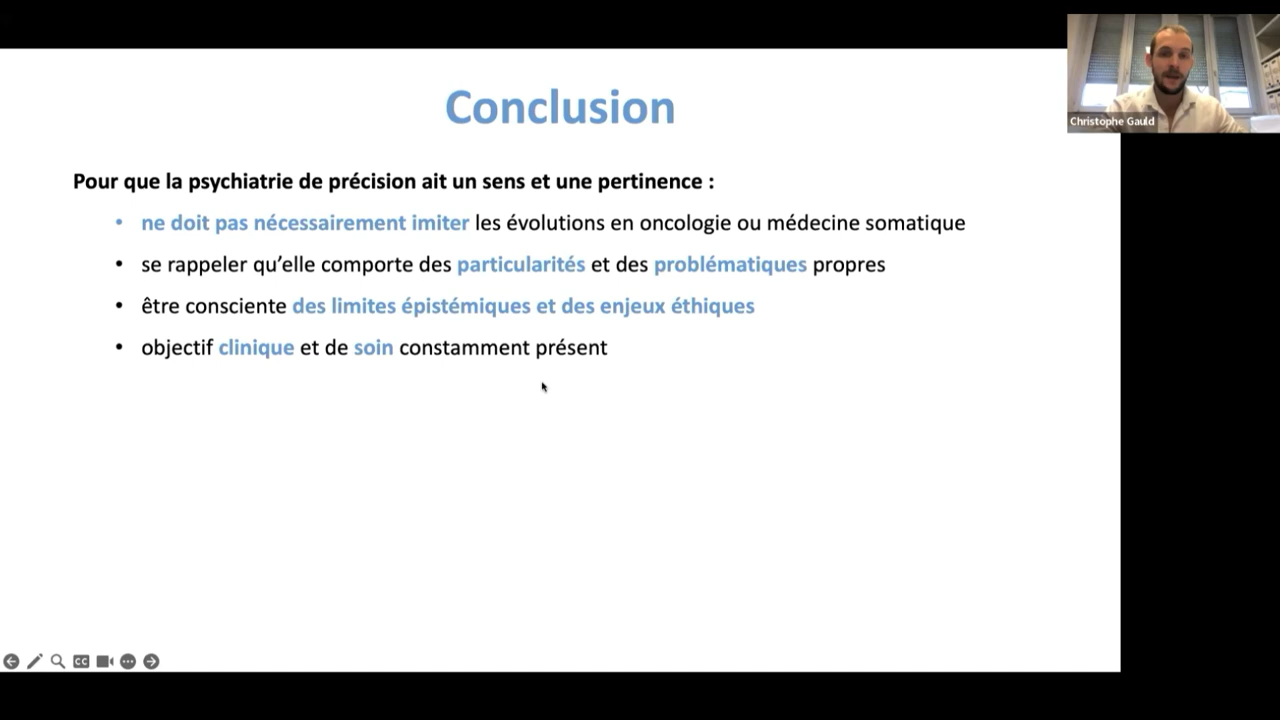 Conclusion
Christophe Gauld
Pour que la psychiatrie de précision ait un sens et une pertinence :
• ne doit pas nécessairement imiter les évolutions en oncologie ou médecine somatique
• se rappeler qu’elle comporte des particularités et des problématiques propres
• être consciente des limites épistémiques et des enjeux éthiques
• objectif clinique et de soin constamment présent
CC